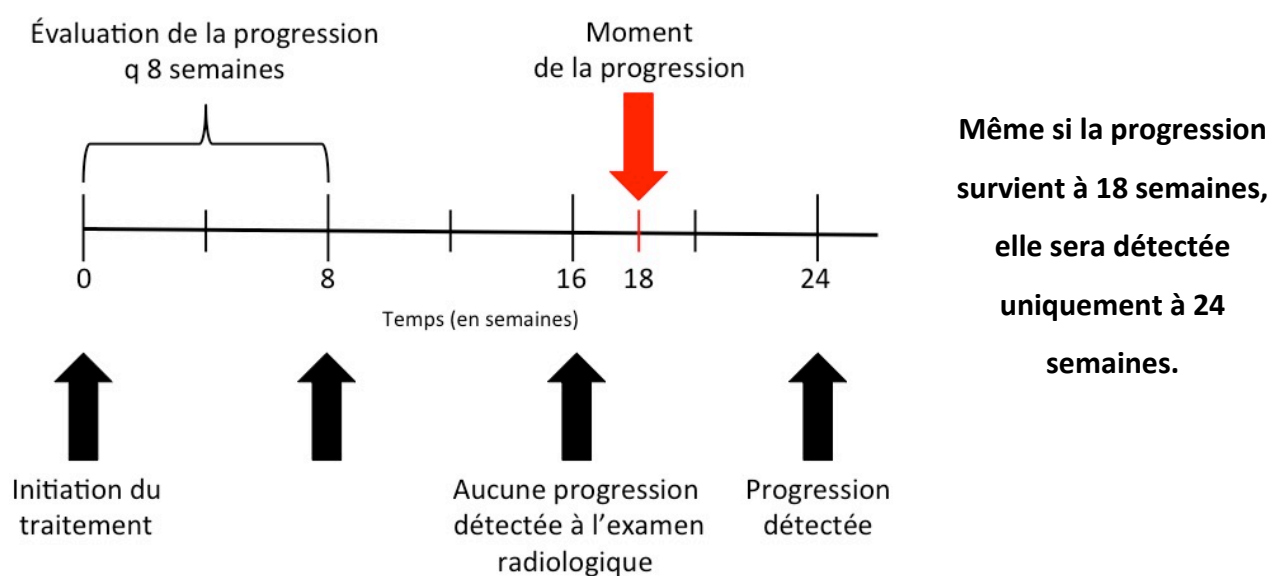 Évaluation de la progression
q 8 semaines
Moment
de la progression
Même si la progression
survient à 18 semaines,
elle sera détectée
uniquement à 24
semaines.
0
8
16
18
24
Temps (en semaines)
Initiation du
traitement
Aucune progression
détectée à l’examen
radiologique
Progression
détectée